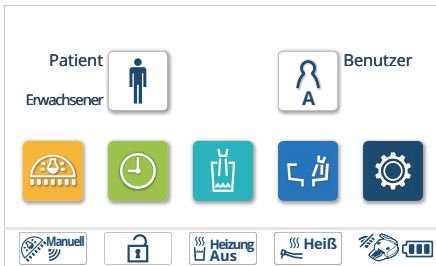 Patient
Benutzer
Erwachsener
A
Manuell
Heizung
Aus
Heiß